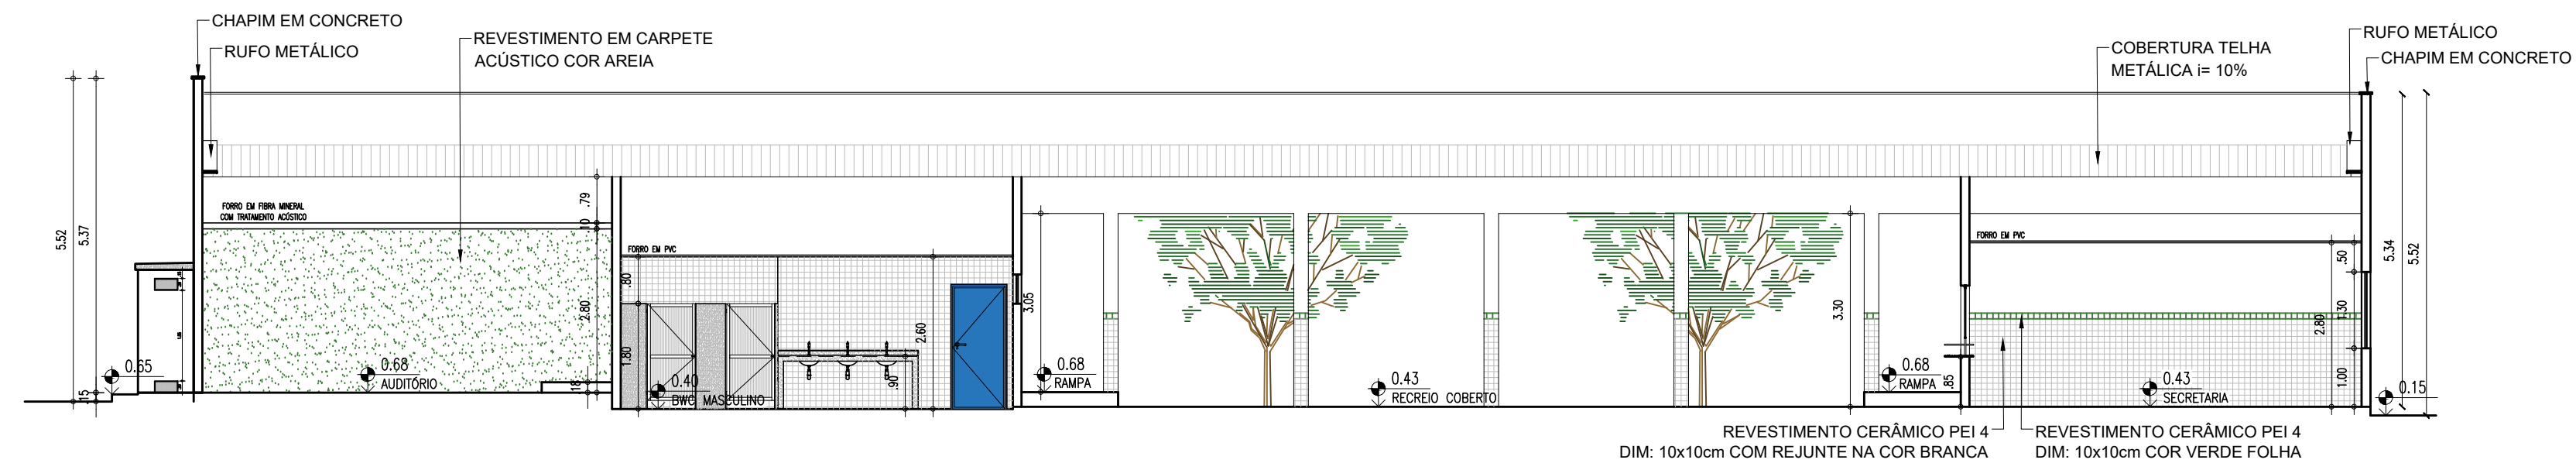 CHAPIM EM CONCRETO
RUFO METÁLICO
REVESTIMENTO EM CARPETE
ACÚSTICO COR AREIA
COBERTURA TELHA
METÁLICA i= 10%
RUFO METÁLICO
CHAPIM EM CONCRETO
5.52
5.37
.15
0.65
FORRO EM FIBRA MINERAL
COM TRATAMENTO ACÚSTICO
.79
.10
2.80
.18
0.68
AUDITÓRIO
FORRO EM PVC
.80
1.80
0.40
BWC MASCULINO
.90
2.60
3.05
0.68
RAMPA
0.43
RECREIO COBERTO
3.30
0.68
RAMPA
.85
FORRO EM PVC
0.43
SECRETARIA
2.80
.50
1.30
1.00
5.34
5.52
0.15
REVESTIMENTO CERÂMICO PEI 4
DIM: 10x10cm COM REJUNTE NA COR BRANCA
REVESTIMENTO CERÂMICO PEI 4
DIM: 10x10cm COR VERDE FOLHA